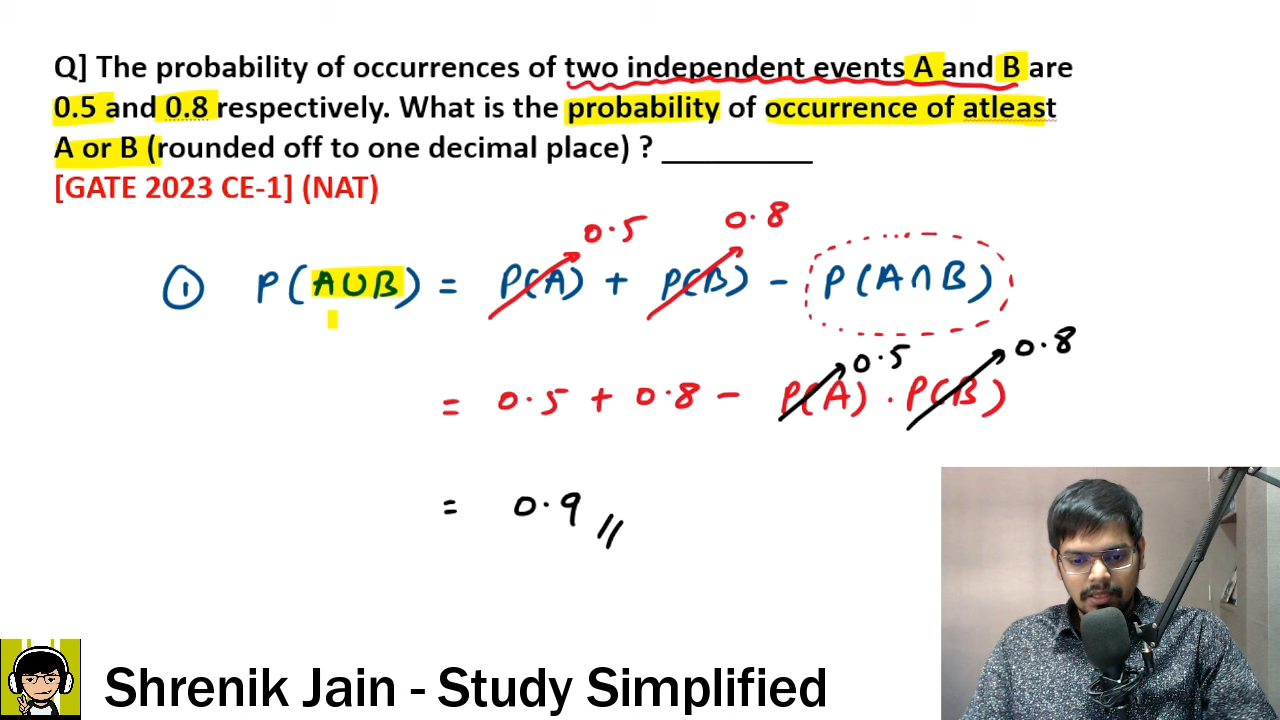 Q] The probability of occurrences of two independent events A and B are
0.5 and 0.8 respectively. What is the probability of occurrence of atleast
A or B (rounded off to one decimal place) ? __________
[GATE 2023 CE-1] (NAT)
0.5 0.8
① P(A∪B) = P(A) + P(B) - P(A∩B)
0.5 0.8
= 0.5 + 0.8 - P(A) . P(B)
= 0.9 //
Shrenik Jain - Study Simplified